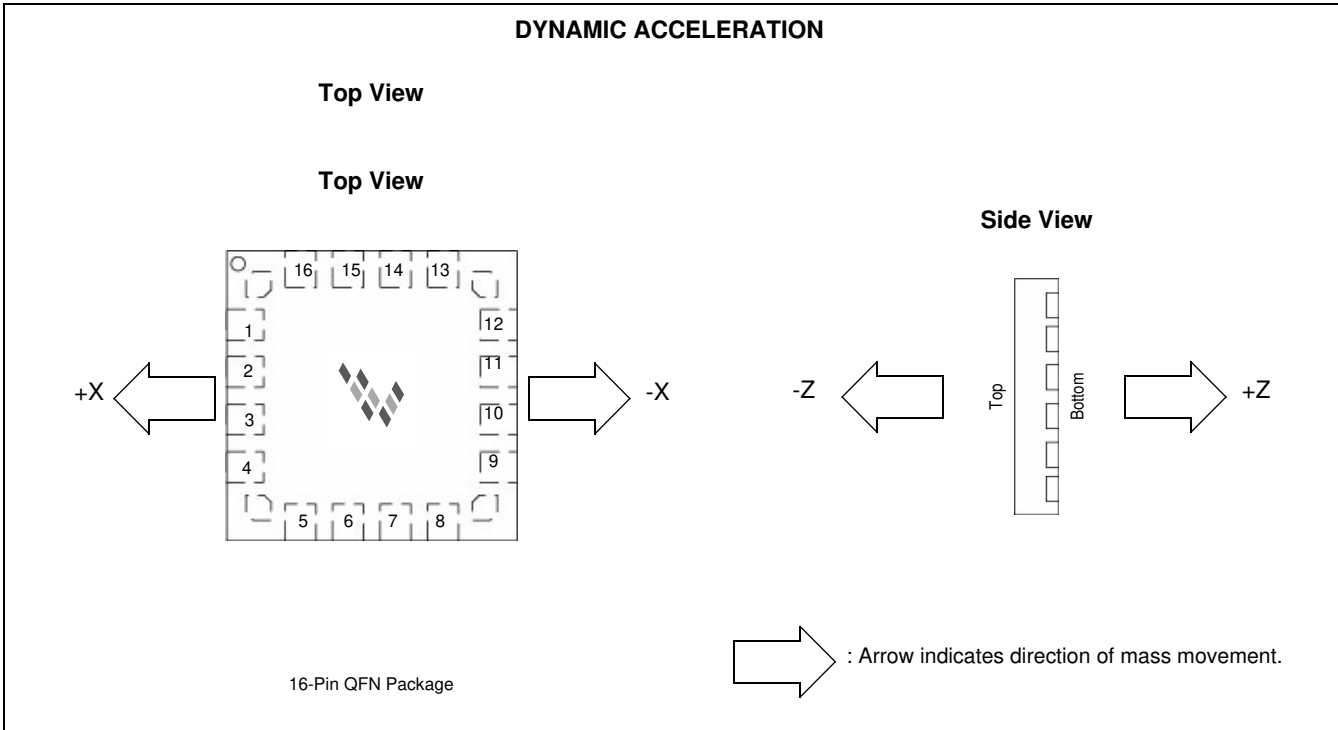 DYNAMIC ACCELERATION
Top View
Top View
Side View
16 15 14 13
1
2
3
4
12
11
10
9
5 6 7 8
+X
-X
-Z
Top
Bottom
+Z
: Arrow indicates direction of mass movement.
16-Pin QFN Package